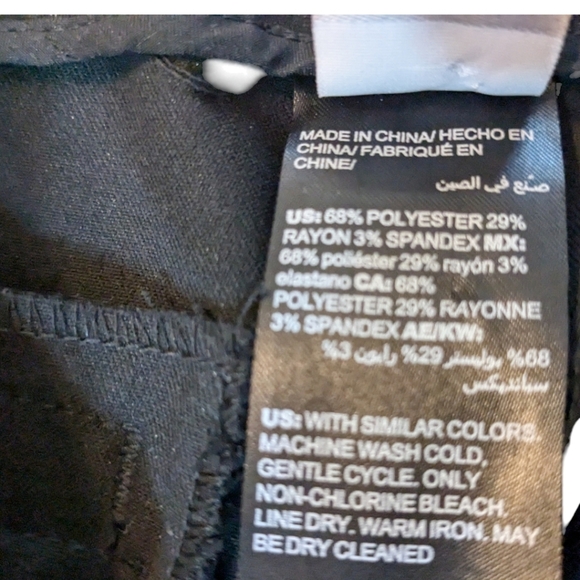 MADE IN CHINA/ HECHO EN
CHINA/ FABRIQUÉ EN
CHINE/
صنع في الصين
US: 68% POLYESTER 29%
RAYON 3% SPANDEX MX:
68% poliéster 29% rayón 3%
elastano CA: 68%
POLYESTER 29% RAYONNE
3% SPANDEX AE/KW:
68% بوليستر 29% رايون 3%
سبانديكس
US: WITH SIMILAR COLORS.
MACHINE WASH COLD,
GENTLE CYCLE. ONLY
NON-CHLORINE BLEACH.
LINE DRY. WARM IRON. MAY
BE DRY CLEANED